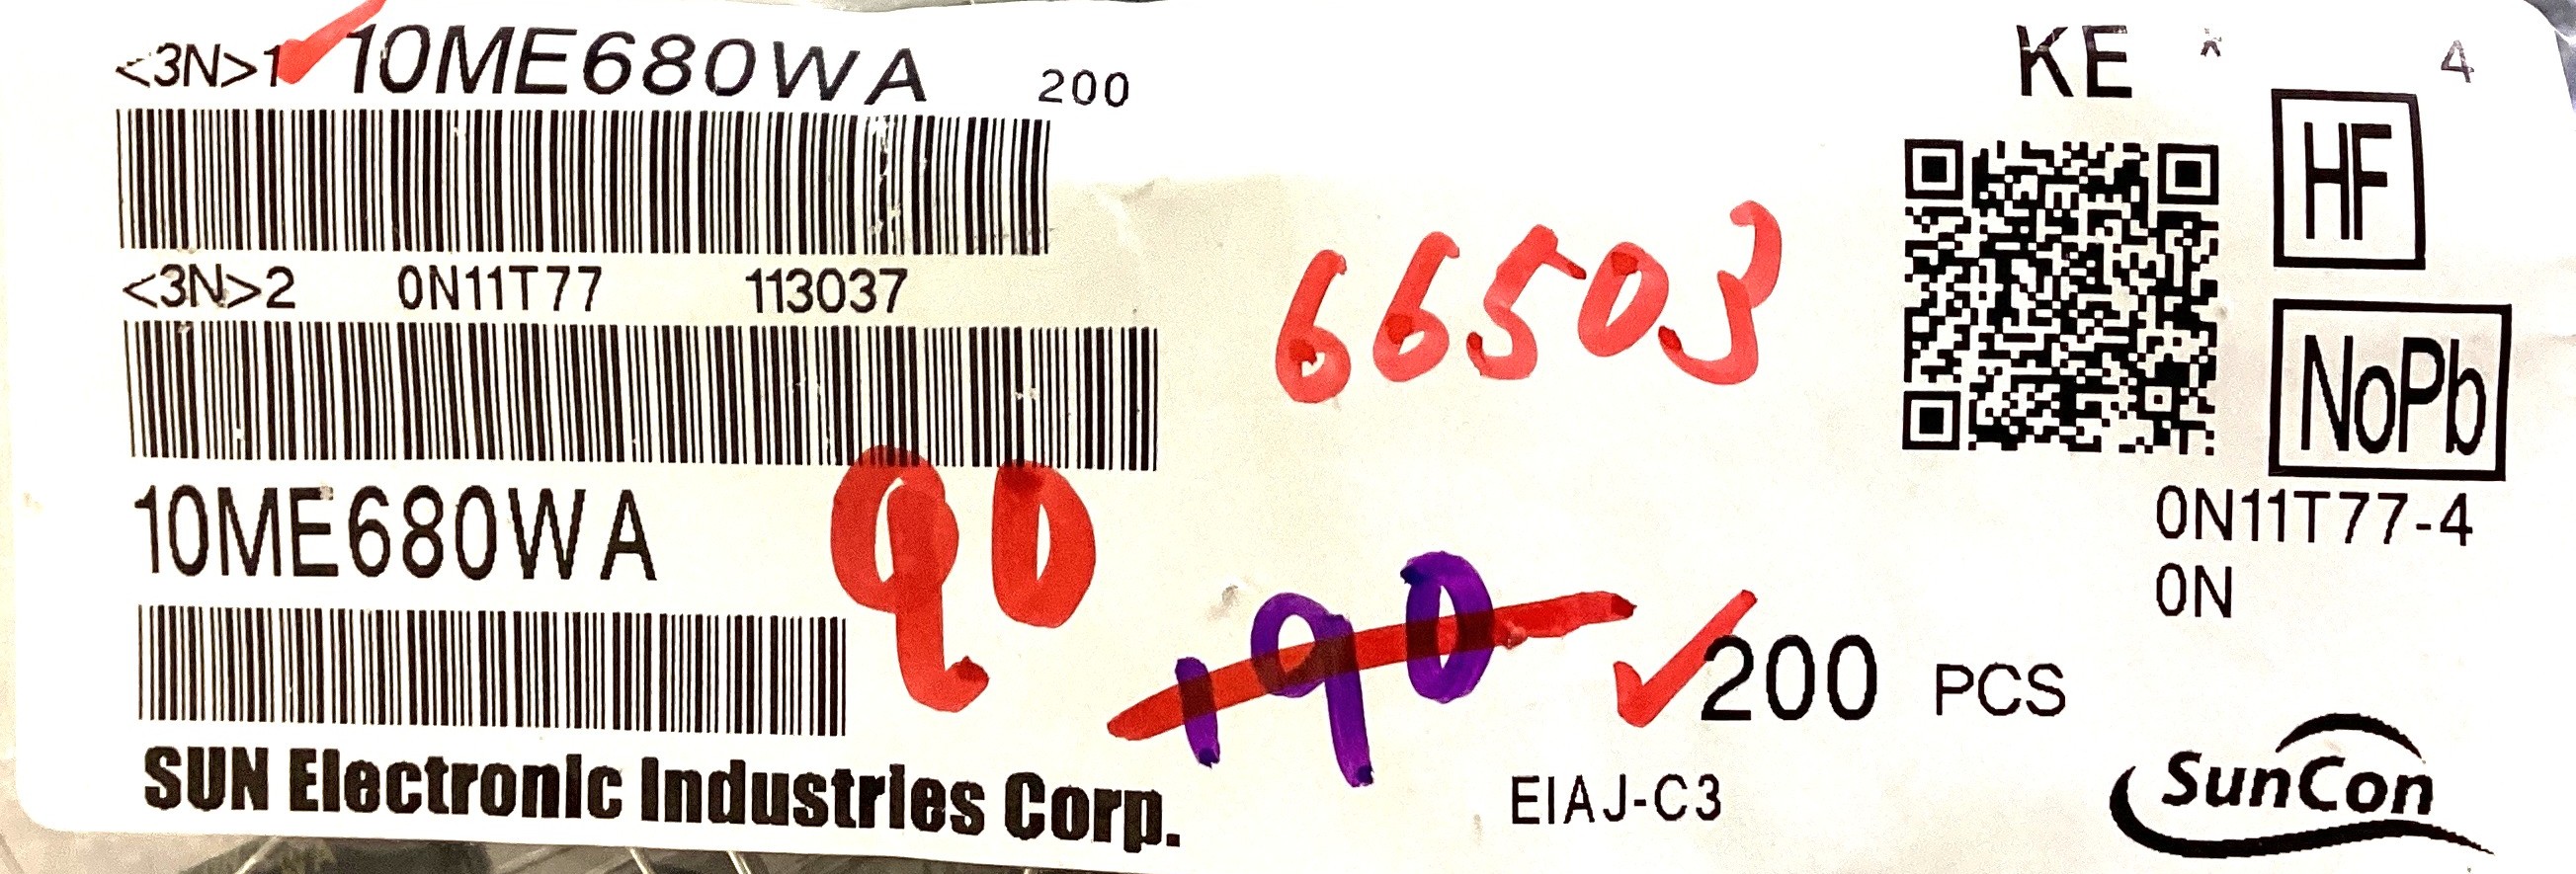 <3N>1 10ME680WA 200
KE * 4
HF
<3N>2 0N11T77 113037
66503
NoPb
10ME680WA
90
0N11T77-4
0N
190
200 PCS
SUN Electronic Industries Corp.
EIAJ-C3
SunCon